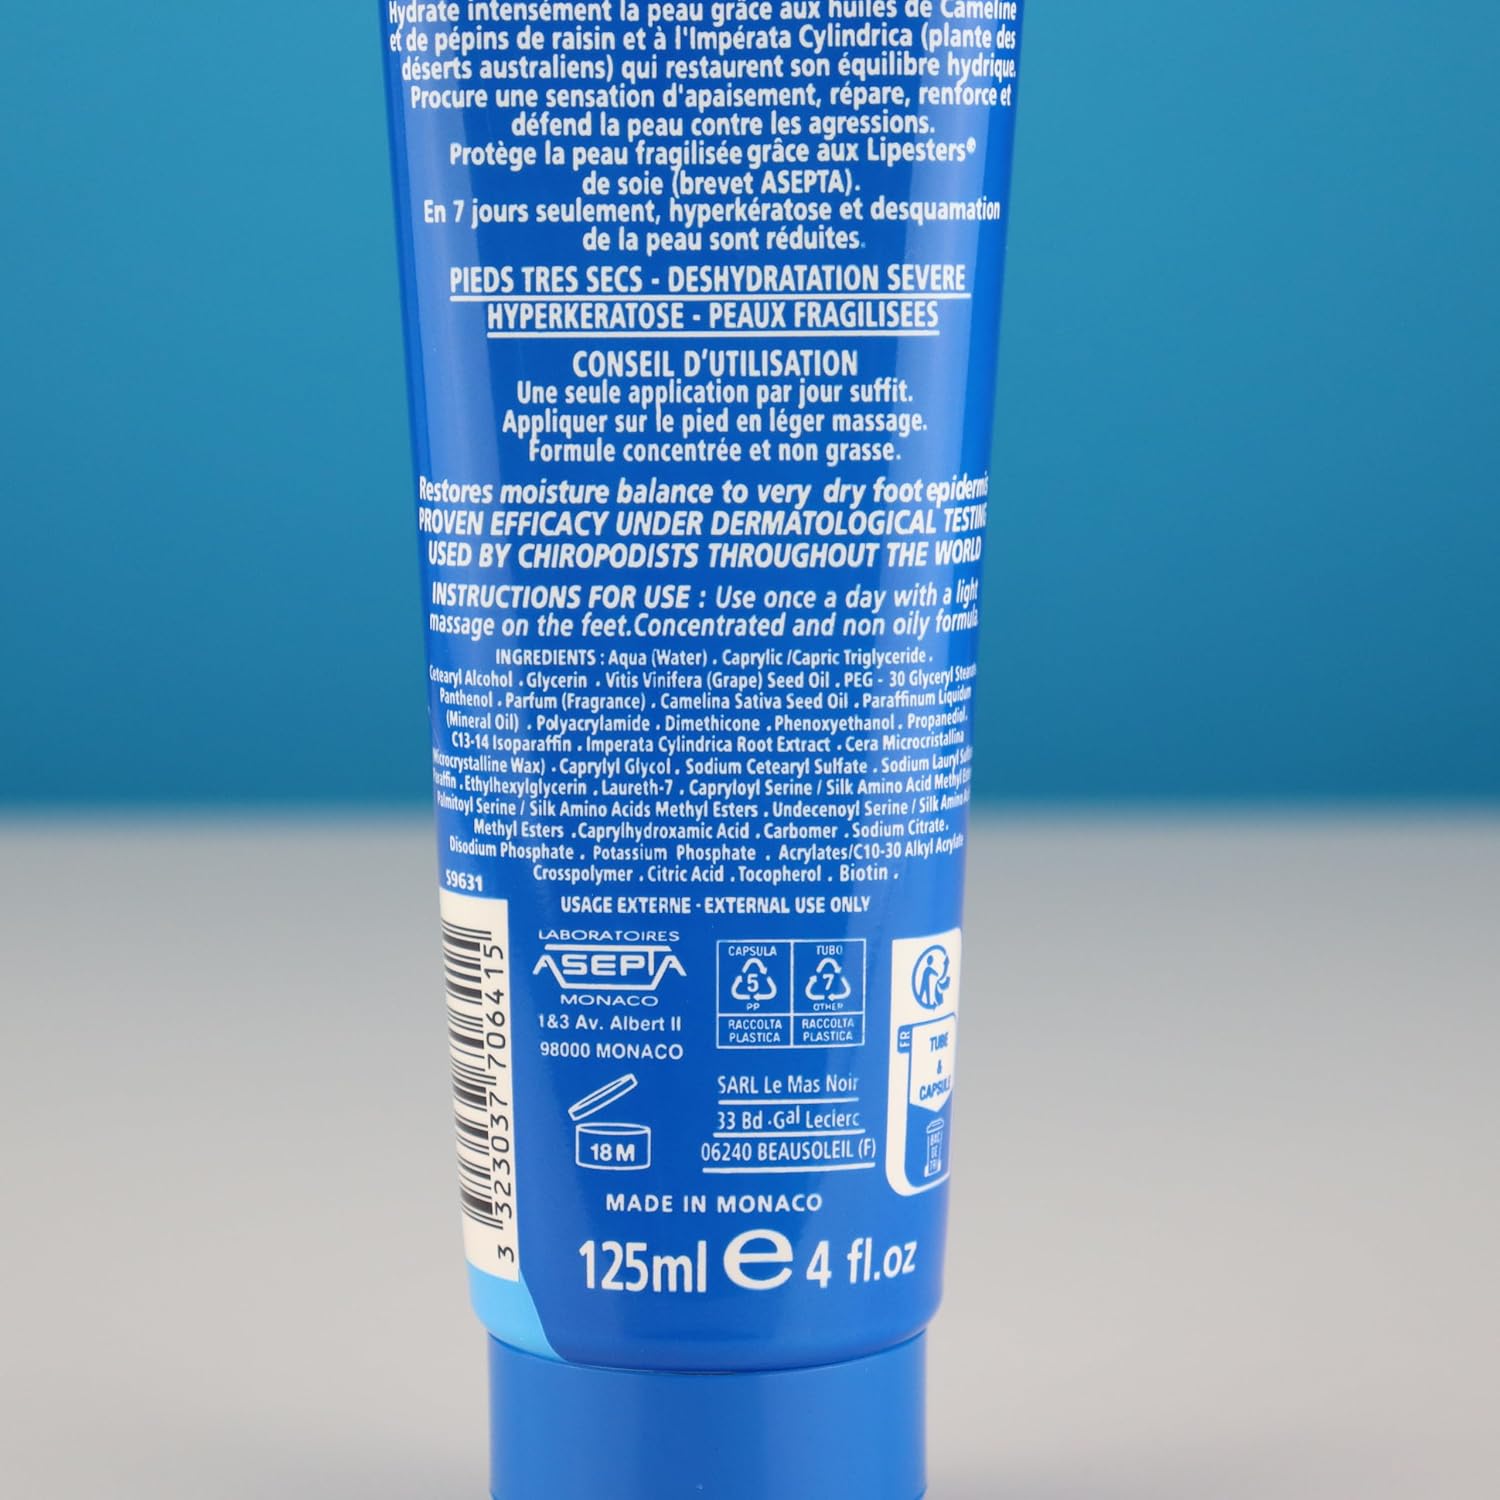 Hydrate intensément la peau grâce aux huiles de Cameline
et de pépins de raisin et à l'Impérata Cylindrica (plante des
déserts australiens) qui restaurent son équilibre hydrique.
Procure une sensation d'apaisement, répare, renforce et
défend la peau contre les agressions.
Protège la peau fragilisée grâce aux Lipesters®
de soie (brevet ASEPTA).
En 7 jours seulement, hyperkératose et desquamation
de la peau sont réduites.
PIEDS TRES SECS - DESHYDRATATION SEVERE
HYPERKERATOSE - PEAUX FRAGILISEES
CONSEIL D'UTILISATION
Une seule application par jour suffit.
Appliquer sur le pied en léger massage.
Formule concentrée et non grasse.
Restores moisture balance to very dry foot epidermis
PROVEN EFFICACY UNDER DERMATOLOGICAL TESTING
USED BY CHIROPODISTS THROUGHOUT THE WORLD
INSTRUCTIONS FOR USE : Use once a day with a light
massage on the feet. Concentrated and non oily formula.
INGREDIENTS : Aqua (Water) . Caprylic /Capric Triglyceride .
Cetearyl Alcohol . Glycerin . Vitis Vinifera (Grape) Seed Oil . PEG - 30 Glyceryl
Panthenol . Parfum (Fragrance) . Camelina Sativa Seed Oil . Paraffinum Liquidum
(Mineral Oil) . Polyacrylamide . Dimethicone . Phenoxyethanol . Propanediol.
C13-14 Isoparaffin . Imperata Cylindrica Root Extract . Cera Microcristallina
(Microcrystalline Wax) . Caprylyl Glycol . Sodium Cetearyl Sulfate . Sodium Lauryl
Paraffin . Ethylhexylglycerin . Laureth-7 . Capryloyl Serine / Silk Amino Acid Methyl
Palmitoyl Serine / Silk Amino Acids Methyl Esters . Undecenoyl Serine / Silk Amino
Methyl Esters . Caprylhydroxamic Acid . Carbomer . Sodium Citrate .
Disodium Phosphate . Potassium Phosphate . Acrylates/C10-30 Alkyl Acrylate
Crosspolymer . Citric Acid . Tocopherol . Biotin .
59631
USAGE EXTERNE - EXTERNAL USE ONLY
LABORATOIRES
ASEPTA
MONACO
1&3 Av. Albert II
98000 MONACO
CAPSULA TUBO
5 7
PP OTHER
RACCOLTA RACCOLTA
PLASTICA PLASTICA
FR
TUBE
&
CAPSULE
BAC
DE
TRI
18 M
SARL Le Mas Noir
33 Bd .Gal Leclerc
06240 BEAUSOLEIL (F)
MADE IN MONACO
125ml e 4 fl.oz
3 323037 706415